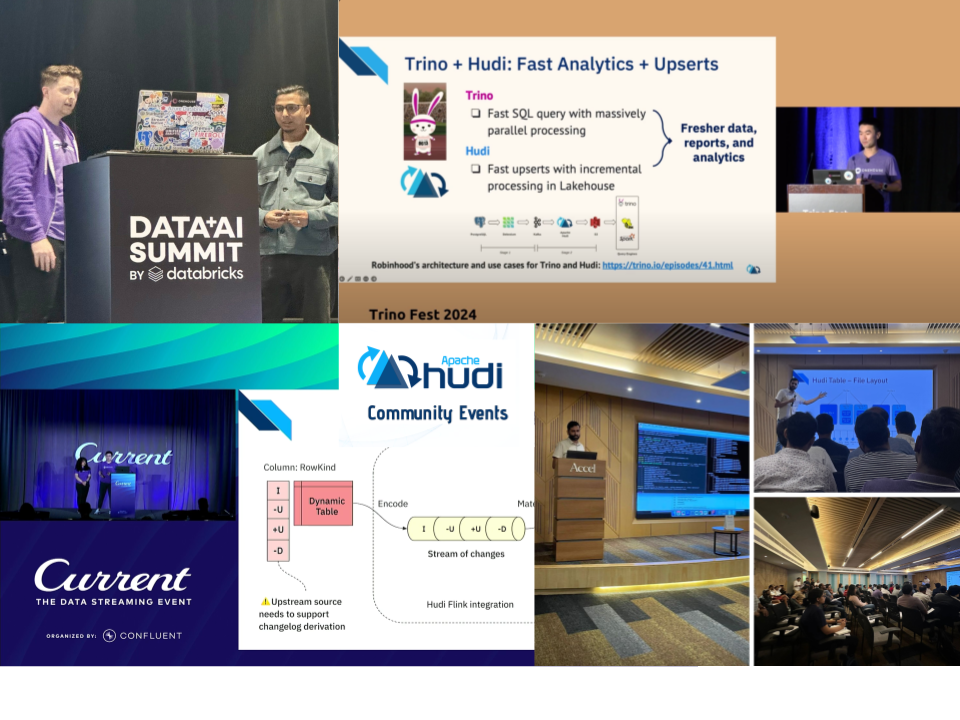 DATA+AI
SUMMIT
BY databricks
Trino + Hudi: Fast Analytics + Upserts
Trino
Fast SQL query with massively
parallel processing
Hudi
Fast upserts with incremental
processing in Lakehouse
Fresher data,
reports, and
analytics
Robinhood's architecture and use cases for Trino and Hudi: https://trino.io/episodes/41.html
Trino Fest 2024
Apache
hudi
Community Events
Current
Current
Current
THE DATA STREAMING EVENT
ORGANIZED BY: CONFLUENT
Column: RowKind
I
-U
+U
-D
Dynamic
Table
Encode
Mate
I -U +U -D
Stream of changes
⚠️Upstream source
needs to support
changelog derivation
Hudi Flink integration
Accel
Hudi Table – File Layout